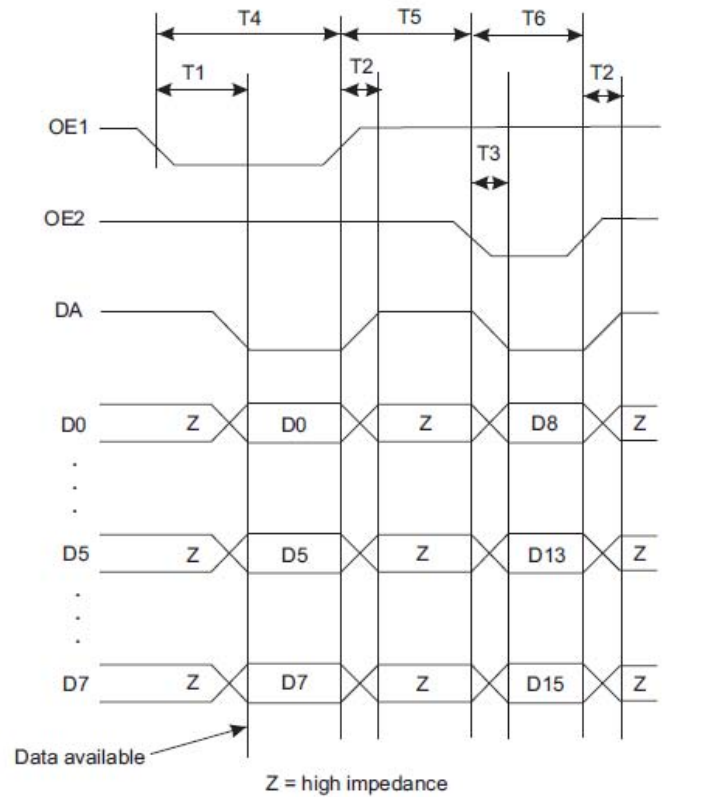 T4 T5 T6
T1 T2 T2
OE1
T3
OE2
DA
D0 Z D0 Z D8 Z
D5 Z D5 Z D13 Z
D7 Z D7 Z D15 Z
Data available
Z = high impedance